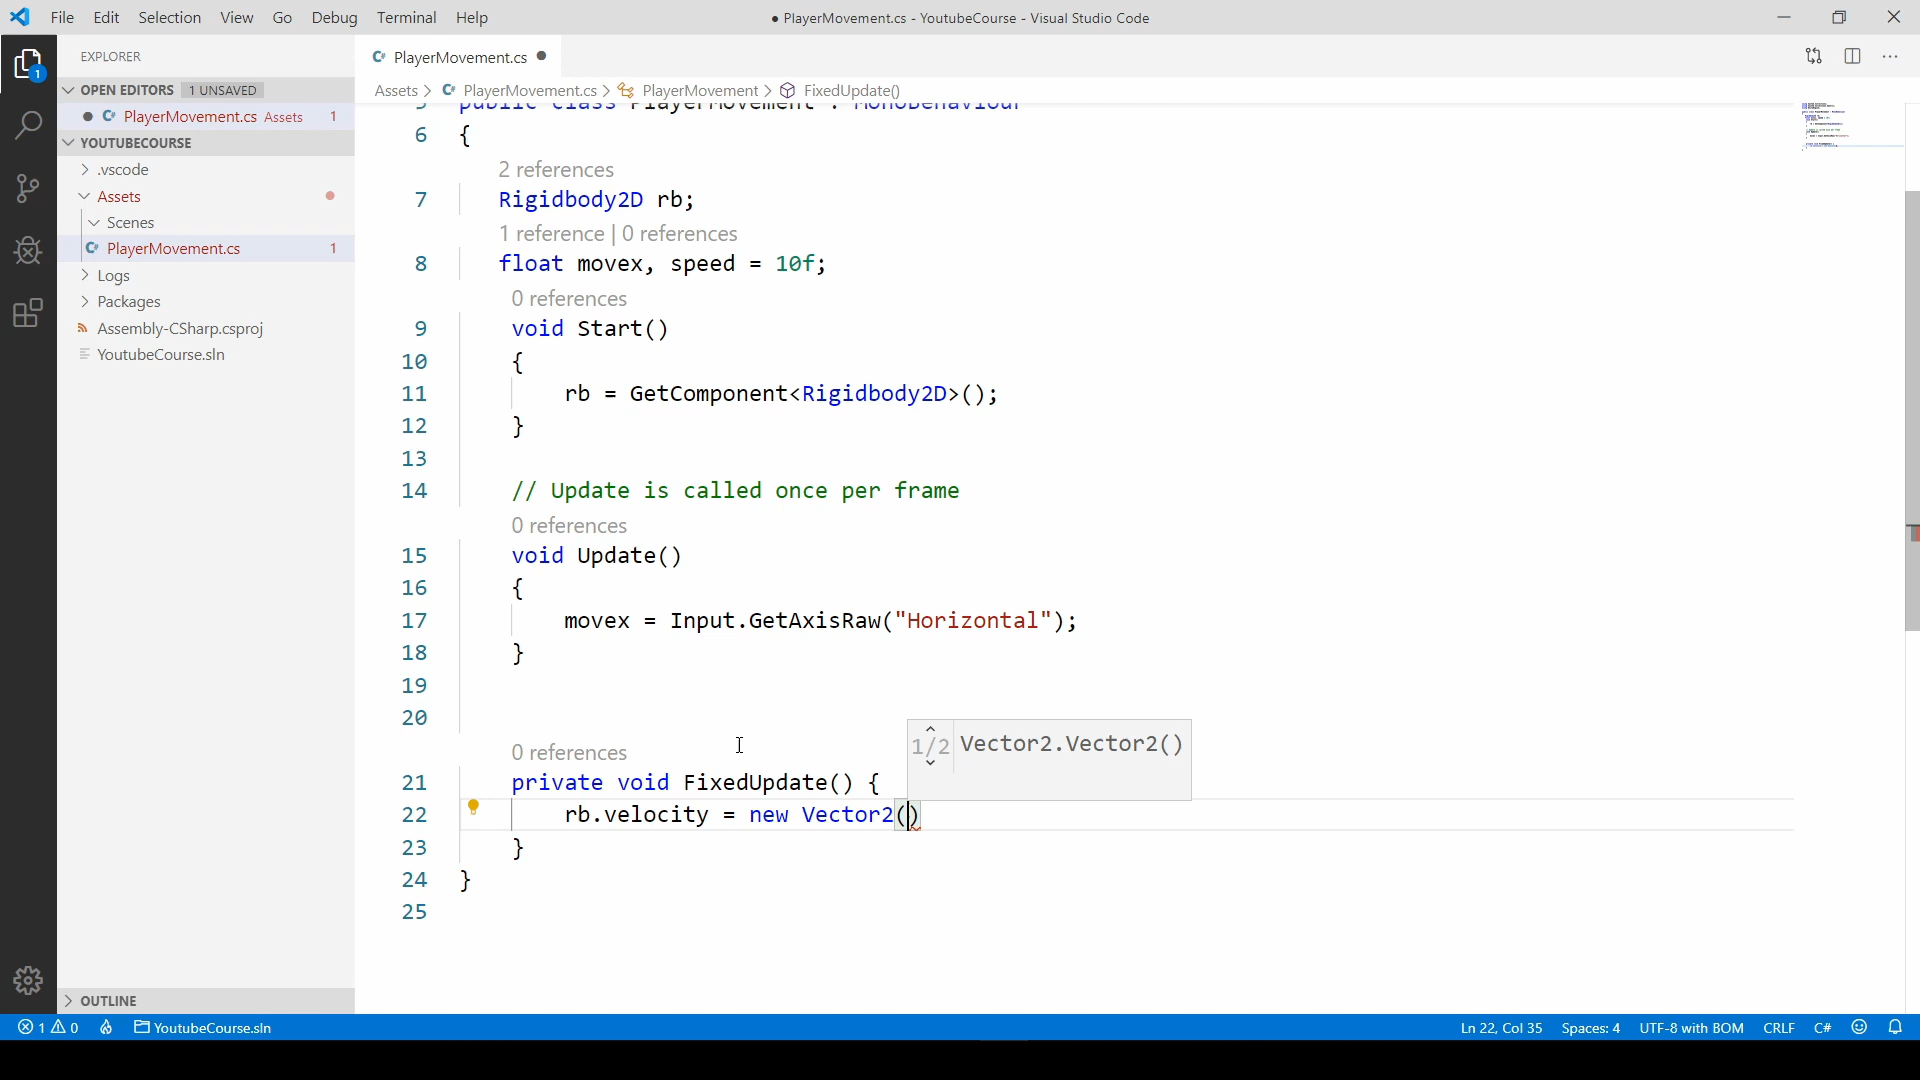 File Edit Selection View Go Debug Terminal Help
● PlayerMovement.cs - YoutubeCourse - Visual Studio Code
EXPLORER
PlayerMovement.cs
OPEN EDITORS 1 UNSAVED
Assets > PlayerMovement.cs > PlayerMovement > FixedUpdate()
PlayerMovement.cs Assets 1
YOUTUBECOURSE
.vscode
Assets
Scenes
PlayerMovement.cs 1
Logs
Packages
Assembly-CSharp.csproj
YoutubeCourse.sln
OUTLINE
1
5 public class PlayerMovement : MonoBehaviour
6 {
2 references
7 Rigidbody2D rb;
1 reference | 0 references
8 float movex, speed = 10f;
0 references
9 void Start()
10 {
11 rb = GetComponent<Rigidbody2D>();
12 }
13
14 // Update is called once per frame
0 references
15 void Update()
16 {
17 movex = Input.GetAxisRaw("Horizontal");
18 }
19
20
1/2 Vector2.Vector2()
0 references
21 private void FixedUpdate() {
22 rb.velocity = new Vector2()
23 }
24 }
25
1 0 YoutubeCourse.sln
Ln 22, Col 35 Spaces: 4 UTF-8 with BOM CRLF C#